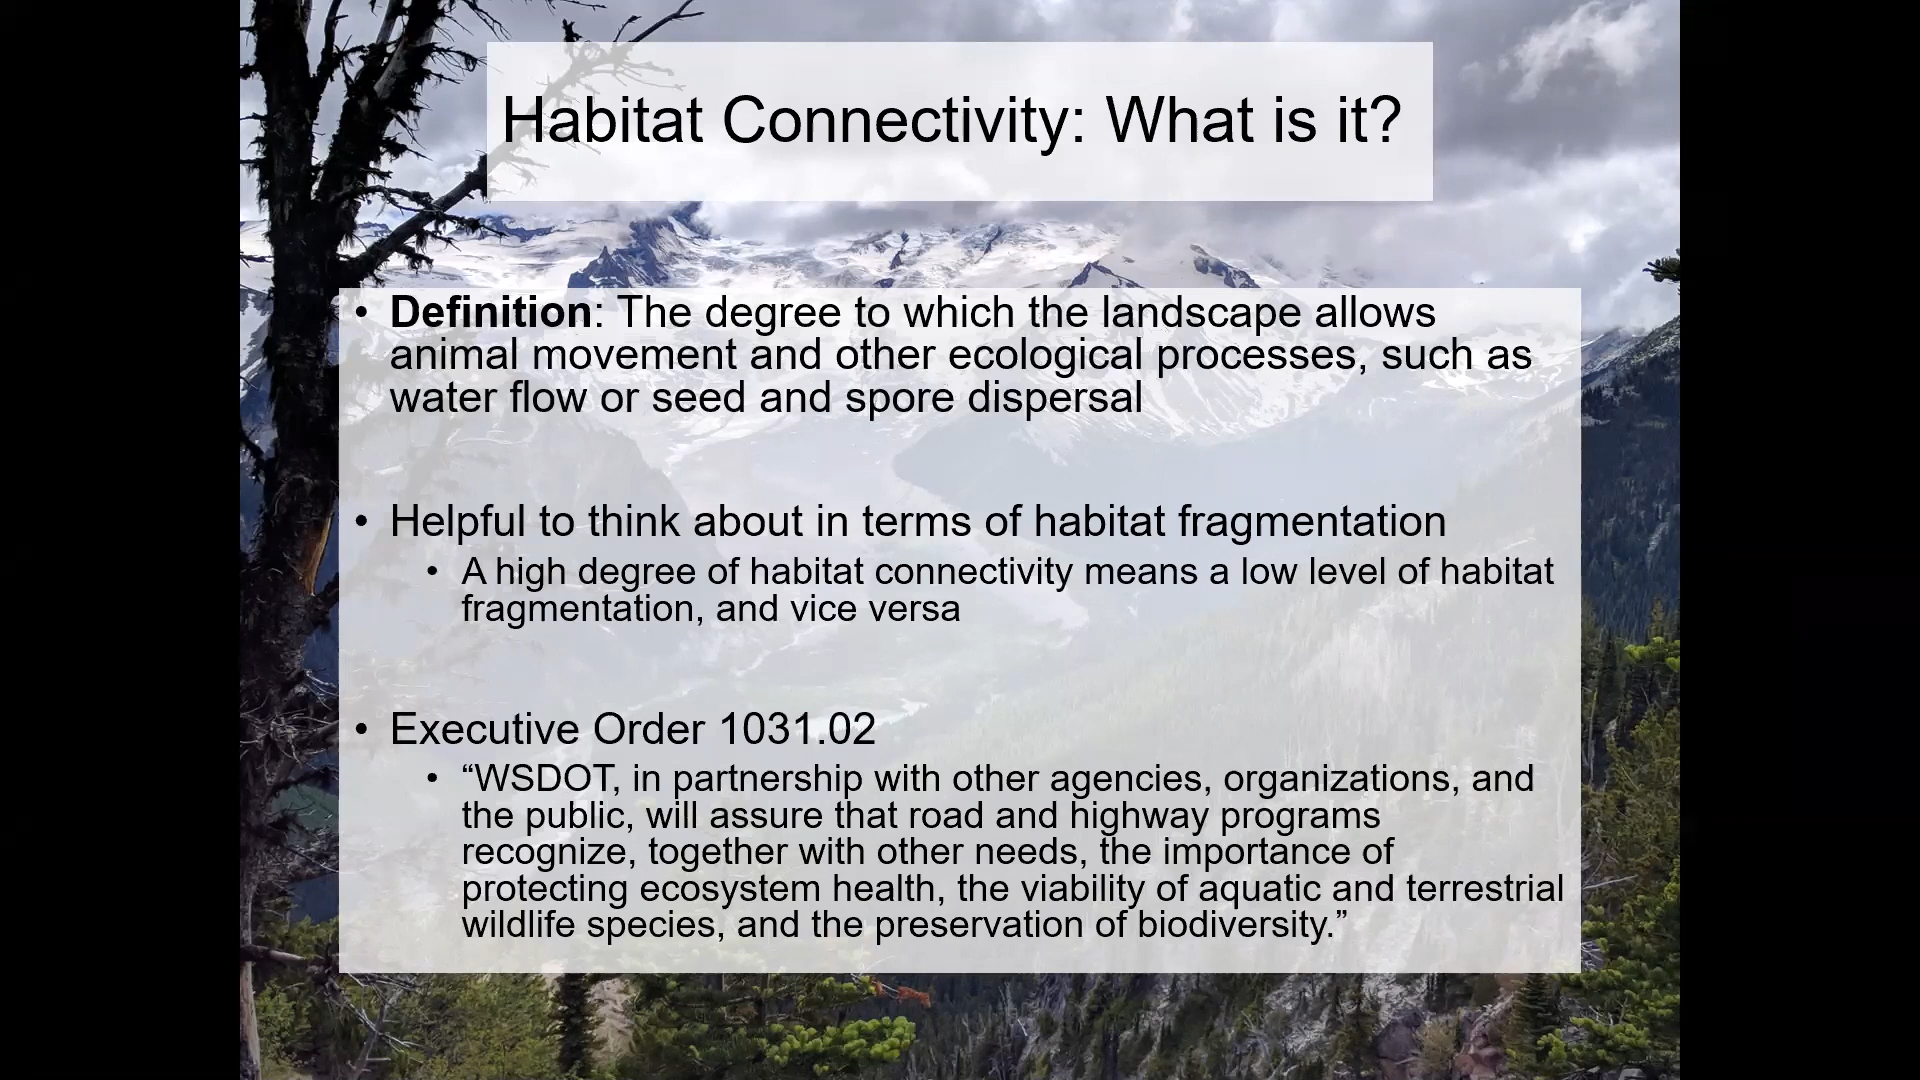 Habitat Connectivity: What is it?
• Definition: The degree to which the landscape allows
animal movement and other ecological processes, such as
water flow or seed and spore dispersal
• Helpful to think about in terms of habitat fragmentation
• A high degree of habitat connectivity means a low level of habitat
fragmentation, and vice versa
• Executive Order 1031.02
• “WSDOT, in partnership with other agencies, organizations, and
the public, will assure that road and highway programs
recognize, together with other needs, the importance of
protecting ecosystem health, the viability of aquatic and terrestrial
wildlife species, and the preservation of biodiversity.”